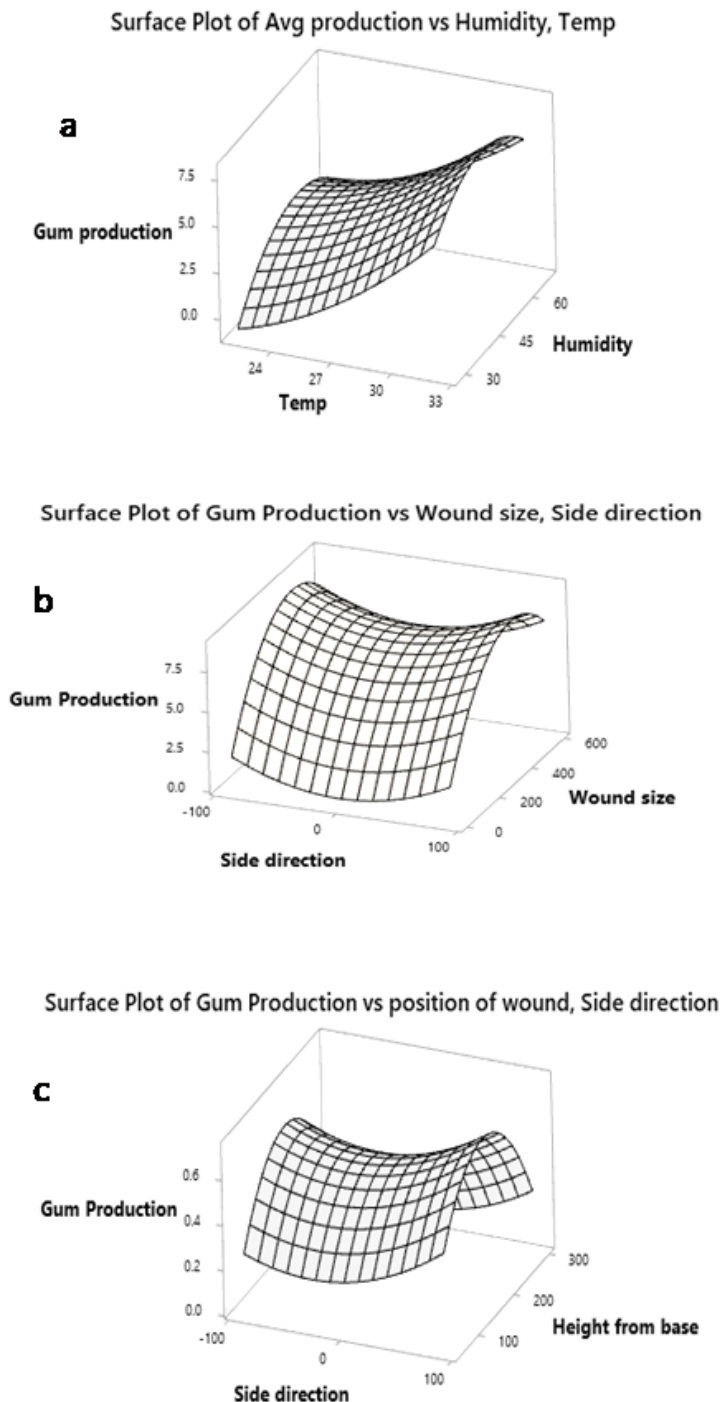 Surface Plot of Avg production vs Humidity, Temp
a
7.5
Gum production
5.0
2.5
0.0
60
45
Humidity
30
24
27
30
33
Temp
Surface Plot of Gum Production vs Wound size, Side direction
b
7.5
Gum Production
5.0
2.5
0.0
600
400
Wound size
200
0
-100
0
100
Side direction
Surface Plot of Gum Production vs position of wound, Side direction
c
0.6
Gum Production
0.4
0.2
0.0
300
200
Height from base
100
-100
0
100
Side direction